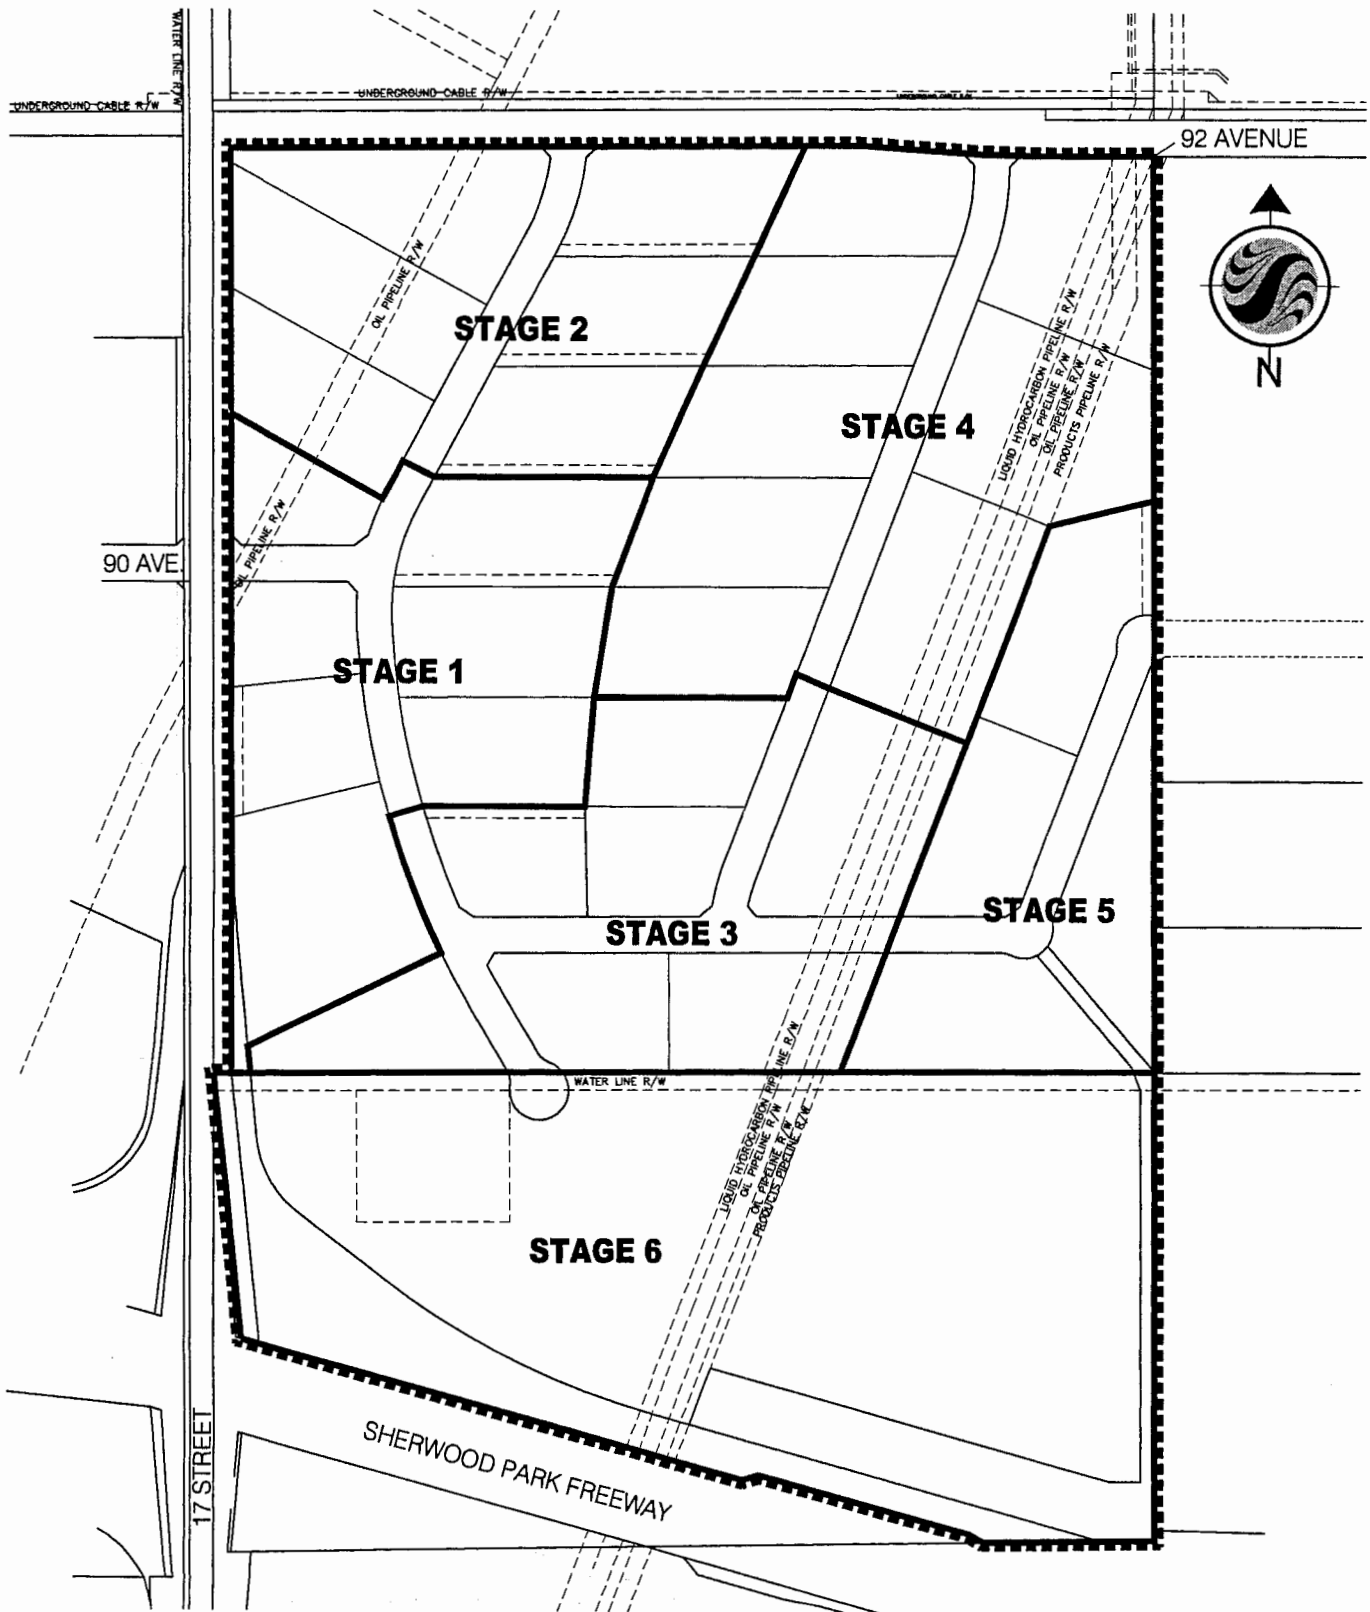 WATER LINE R/W
UNDERGROUND CABLE R/W
UNDERGROUND CABLE R/W
UNDERGROUND CABLE R/W
92 AVENUE
OIL PIPELINE R/W
STAGE 2
N
LIQUID HYDROCARBON PIPELINE R/W
OIL PIPELINE R/W
OIL PIPELINE R/W
PRODUCTS PIPELINE R/W
STAGE 4
OIL PIPELINE R/W
90 AVE.
STAGE 1
STAGE 5
STAGE 3
WATER LINE R/W
LIQUID HYDROCARBON PIPELINE R/W
OIL PIPELINE R/W
OIL PIPELINE R/W
PRODUCTS PIPELINE R/W
STAGE 6
17 STREET
SHERWOOD PARK FREEWAY